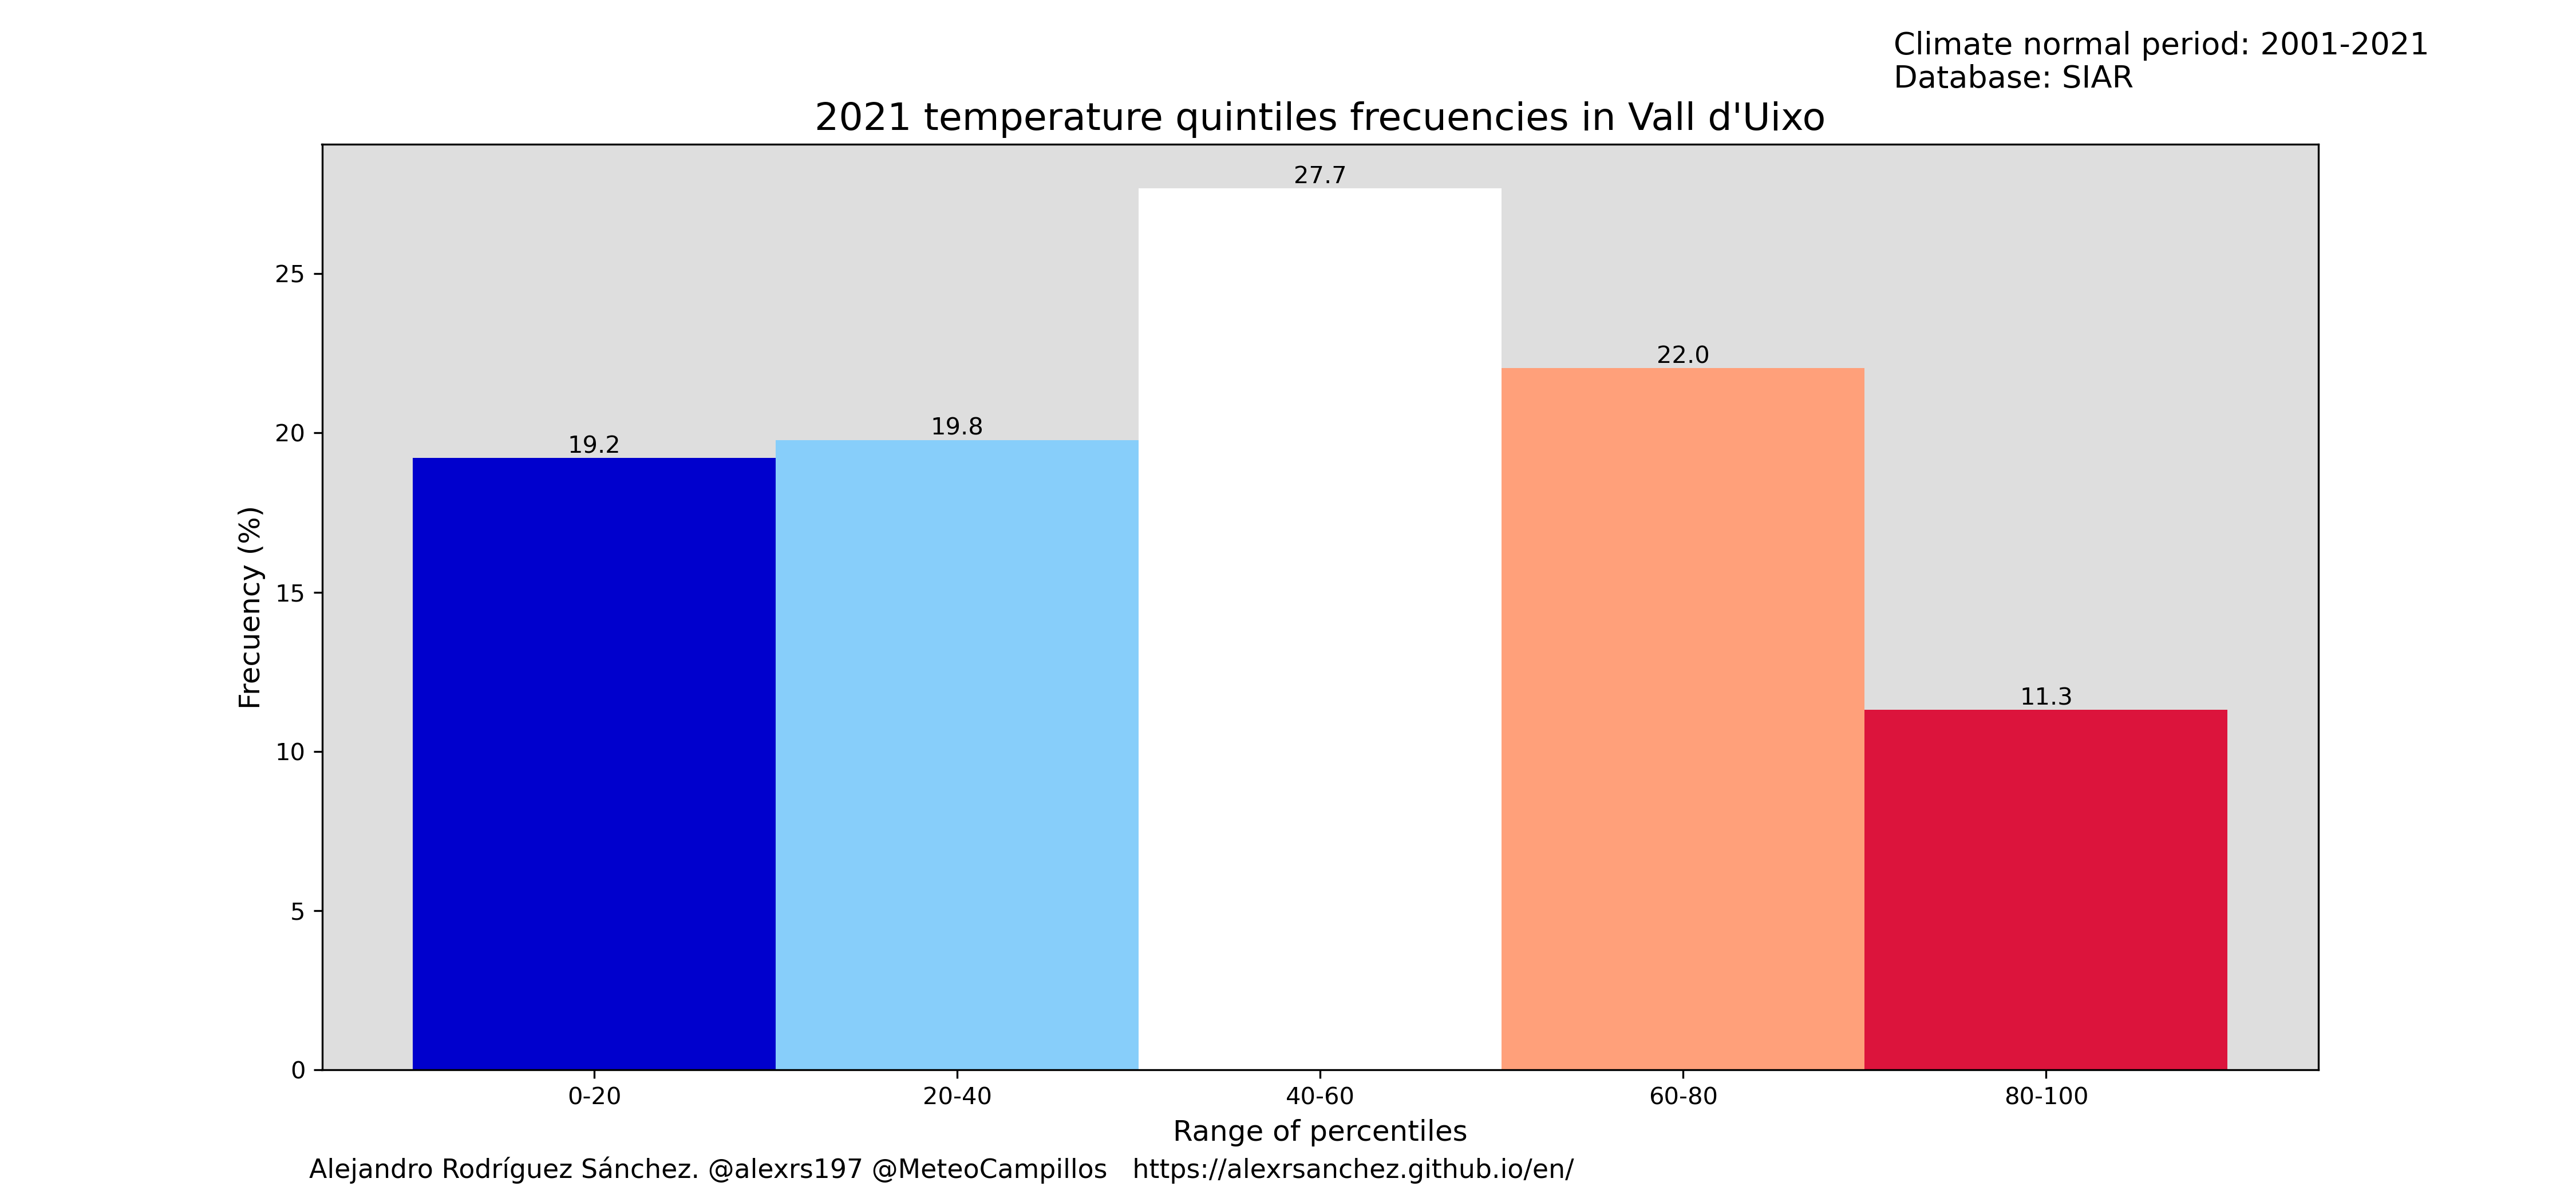 Climate normal period: 2001-2021
Database: SIAR
2021 temperature quintiles frecuencies in Vall d'Uixo
27.7
25
22.0
20
19.8
19.2
Frecuency (%)
15
11.3
10
5
0
0-20 20-40 40-60 60-80 80-100
Range of percentiles
Alejandro Rodríguez Sánchez. @alexrs197 @MeteoCampillos https://alexrsanchez.github.io/en/